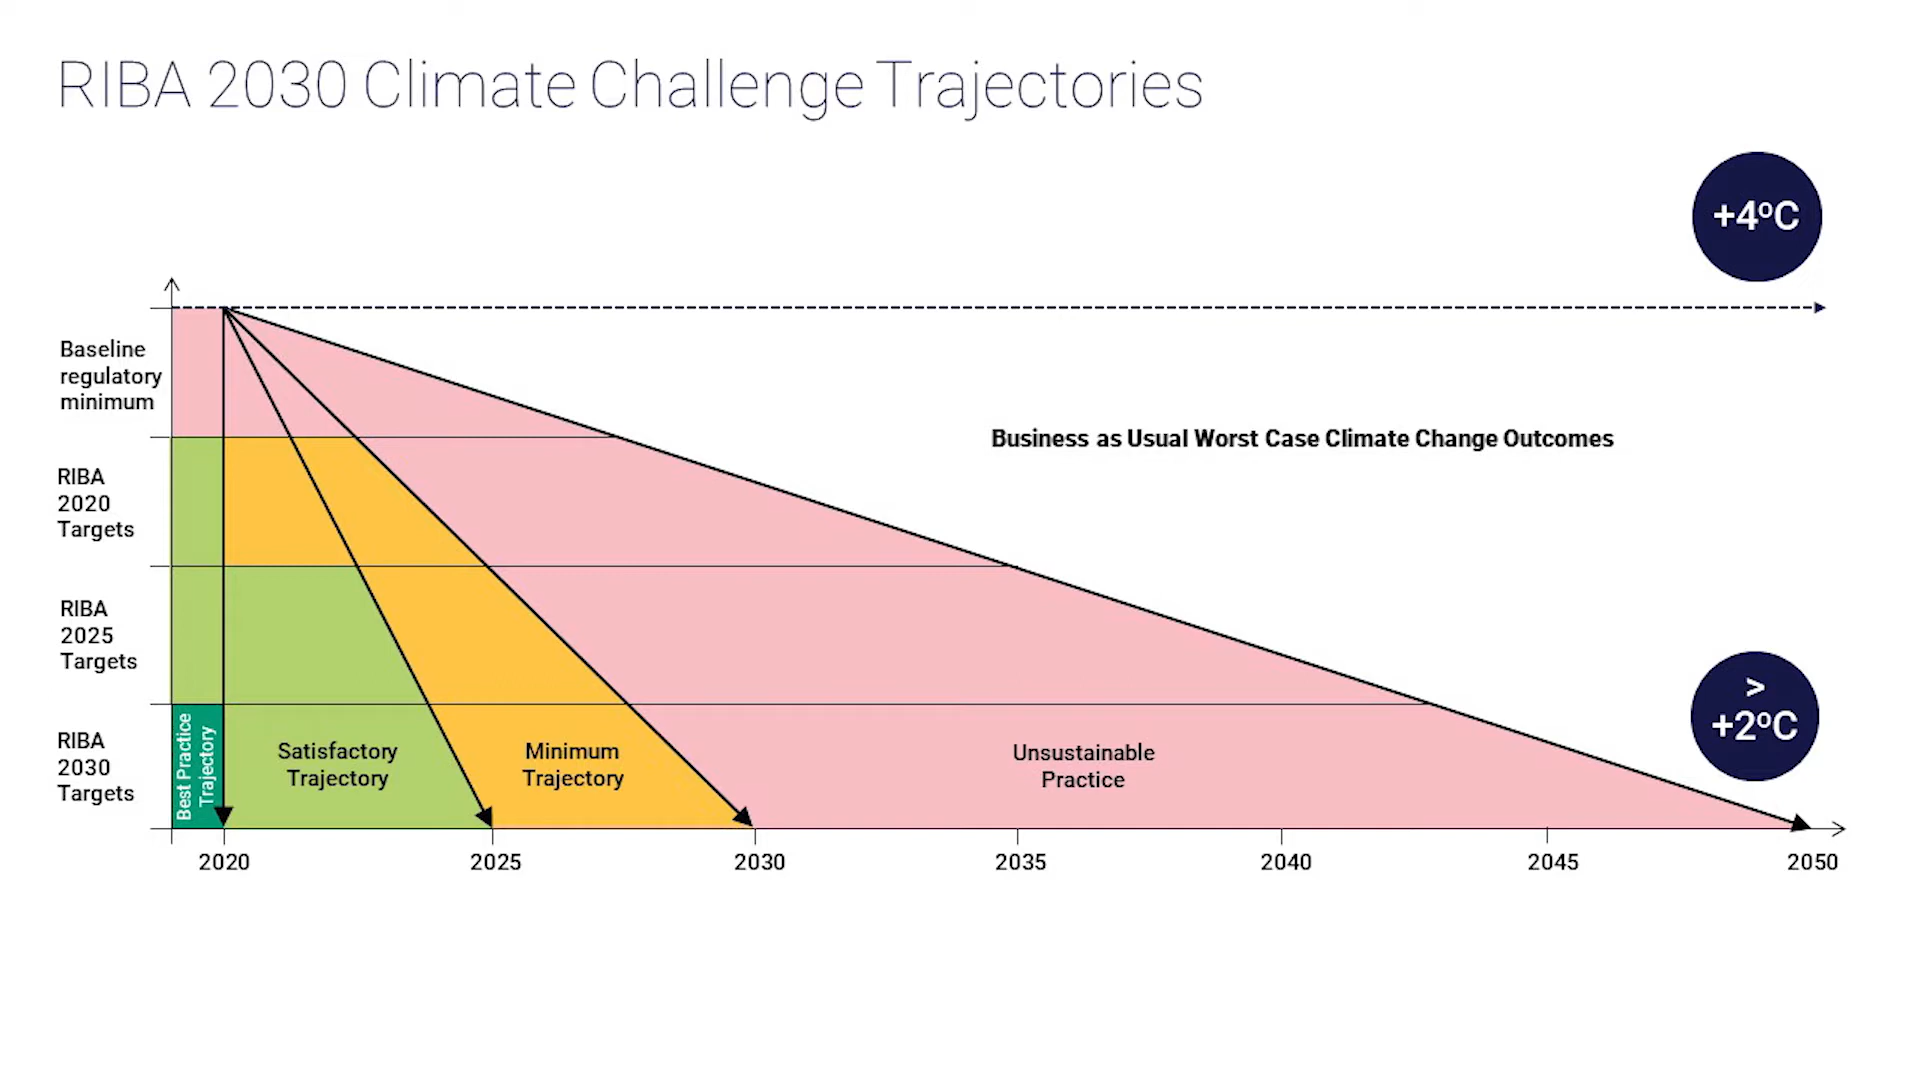 RIBA 2030 Climate Challenge Trajectories
+4ºC
Baseline
regulatory
minimum
Business as Usual Worst Case Climate Change Outcomes
RIBA
2020
Targets
RIBA
2025
Targets
>
+2ºC
RIBA
2030
Targets
Best Practice
Trajectory
Satisfactory
Trajectory
Minimum
Trajectory
Unsustainable
Practice
2020 2025 2030 2035 2040 2045 2050